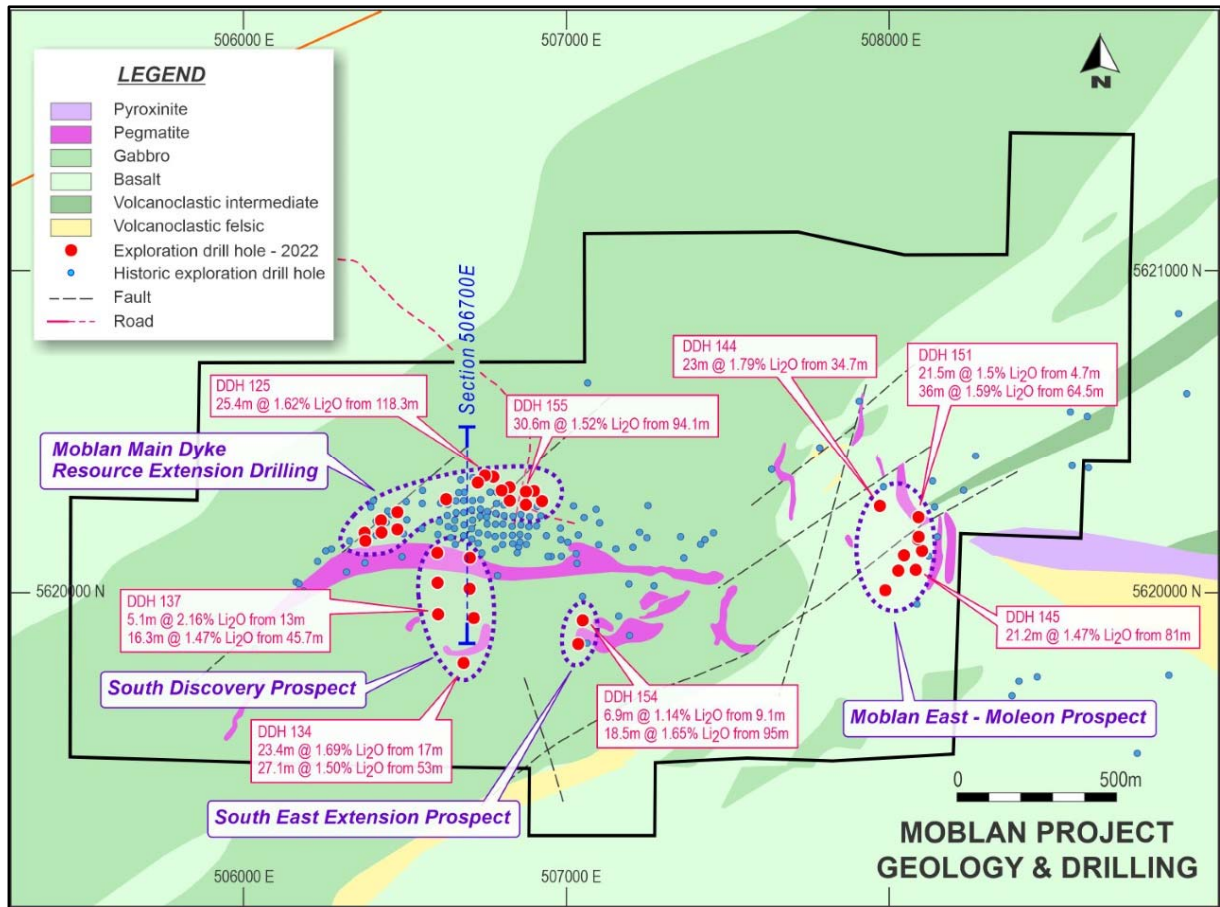 506000 E
507000 E
508000 E
LEGEND
Pyroxinite
Pegmatite
Gabbro
Basalt
Volcanoclastic intermediate
Volcanoclastic felsic
Exploration drill hole - 2022
Historic exploration drill hole
Fault
Road
N
5621000 N
Section 506700E
DDH 125
25.4m @ 1.62% Li2O from 118.3m
DDH 155
30.6m @ 1.52% Li2O from 94.1m
DDH 144
23m @ 1.79% Li2O from 34.7m
DDH 151
21.5m @ 1.5% Li2O from 4.7m
36m @ 1.59% Li2O from 64.5m
Moblan Main Dyke
Resource Extension Drilling
5620000 N
5620000 N
DDH 137
5.1m @ 2.16% Li2O from 13m
16.3m @ 1.47% Li2O from 45.7m
DDH 145
21.2m @ 1.47% Li2O from 81m
South Discovery Prospect
DDH 134
23.4m @ 1.69% Li2O from 17m
27.1m @ 1.50% Li2O from 53m
DDH 154
6.9m @ 1.14% Li2O from 9.1m
18.5m @ 1.65% Li2O from 95m
Moblan East - Moleon Prospect
South East Extension Prospect
0
500m
MOBLAN PROJECT
GEOLOGY & DRILLING
506000 E
507000 E